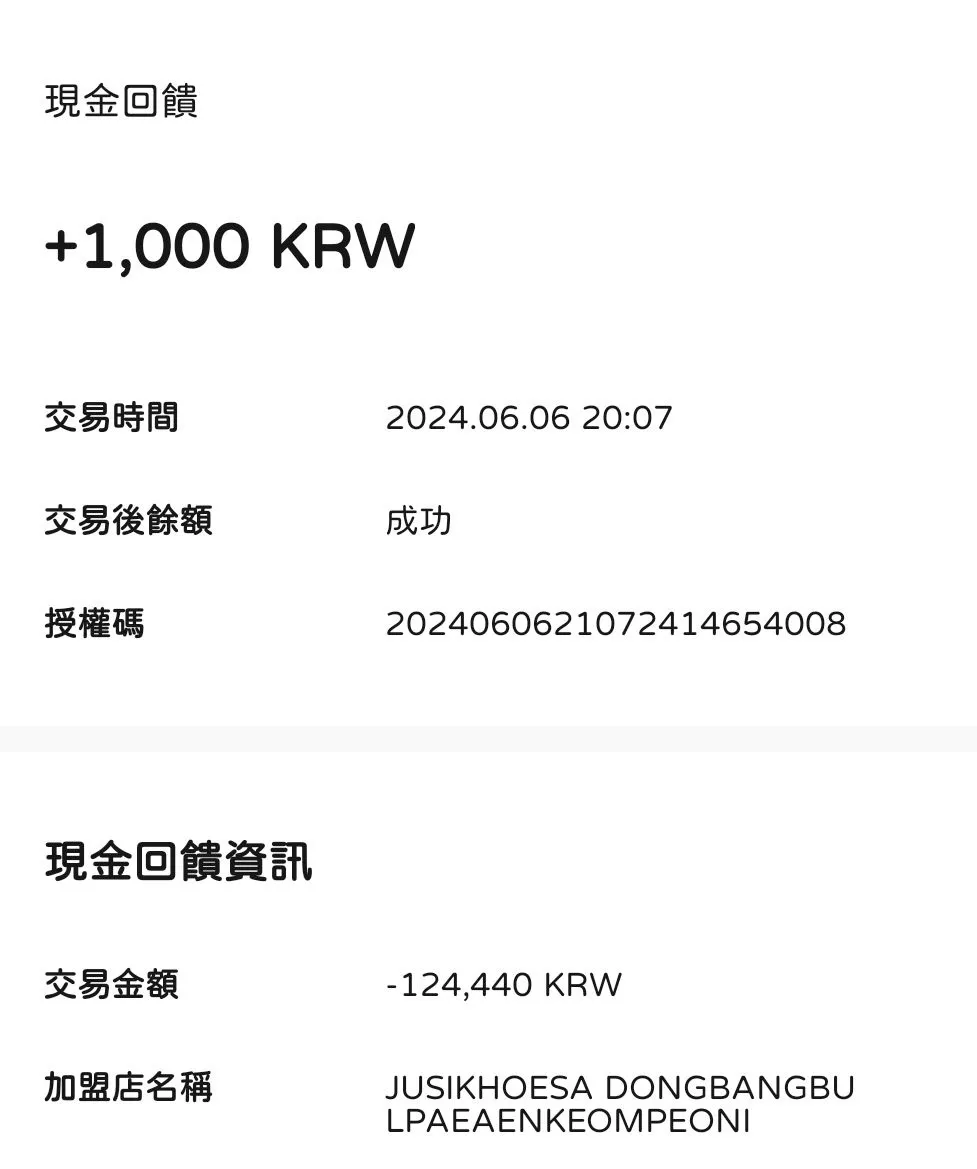 現金回饋
+1,000 KRW
交易時間 2024.06.06 20:07
交易後餘額 成功
授權碼 2024060621072414654008
現金回饋資訊
交易金額 -124,440 KRW
加盟店名稱 JUSIKHOESA DONGBANGBU
LPAEAENKEOMPEONI